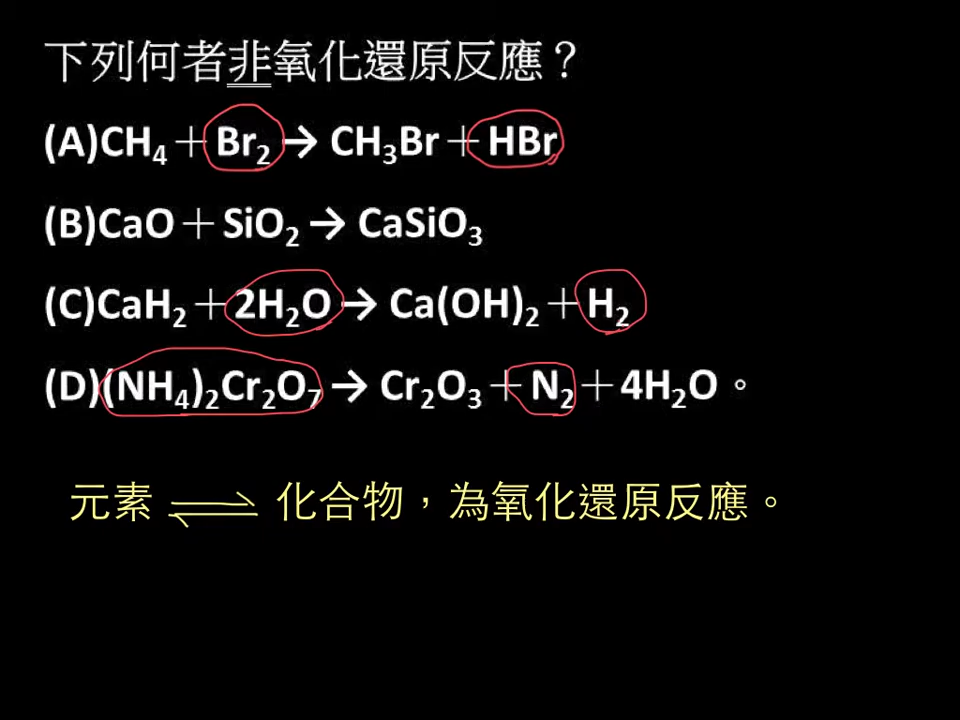 下列何者非氧化還原反應？
(A)CH₄＋Br₂→CH₃Br＋HBr
(B)CaO＋SiO₂→CaSiO₃
(C)CaH₂＋2H₂O→Ca(OH)₂＋H₂
(D)(NH₄)₂Cr₂O₇→Cr₂O₃＋N₂＋4H₂O。
元素⇌化合物，為氧化還原反應。